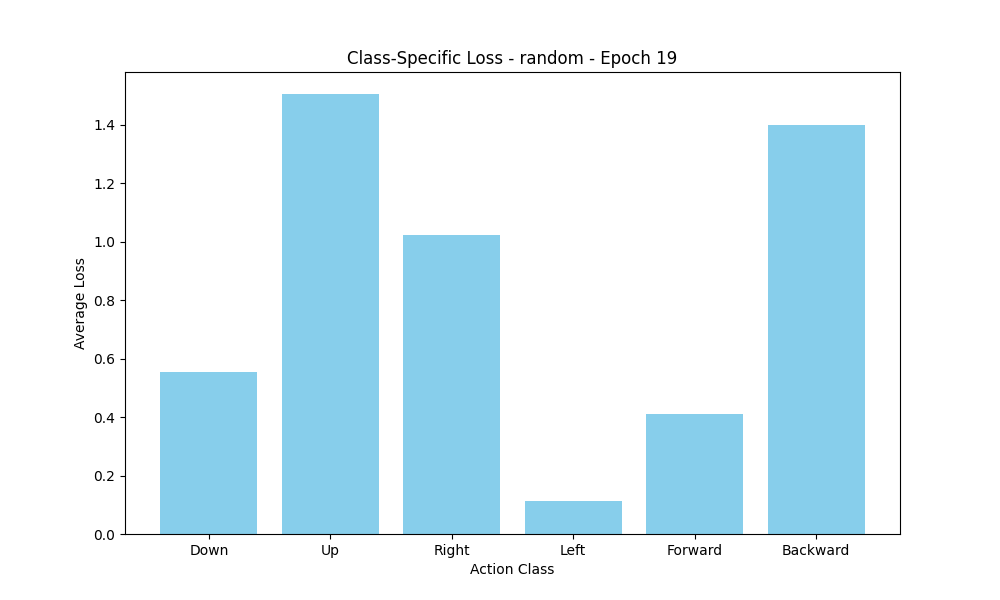 Class-Specific Loss - random - Epoch 19
Average Loss
1.4
1.2
1.0
0.8
0.6
0.4
0.2
0.0
Down Up Right Left Forward Backward
Action Class